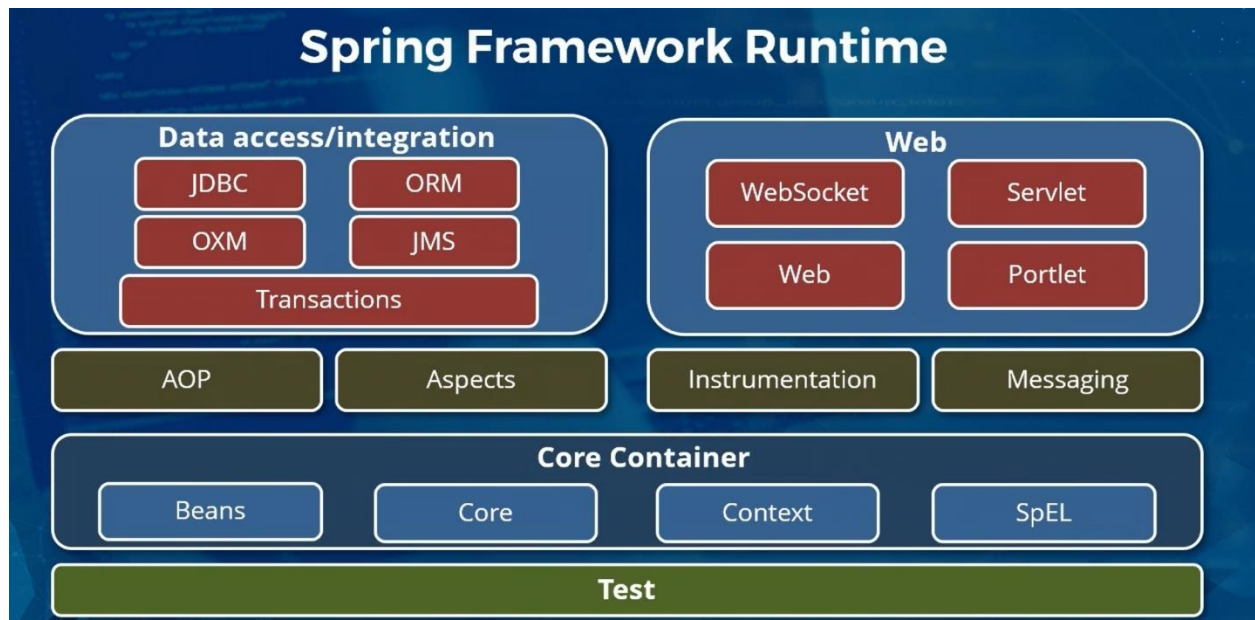 Spring Framework Runtime
Data access/integration
JDBC
ORM
OXM
JMS
Transactions
Web
WebSocket
Servlet
Web
Portlet
AOP
Aspects
Instrumentation
Messaging
Core Container
Beans
Core
Context
SpEL
Test